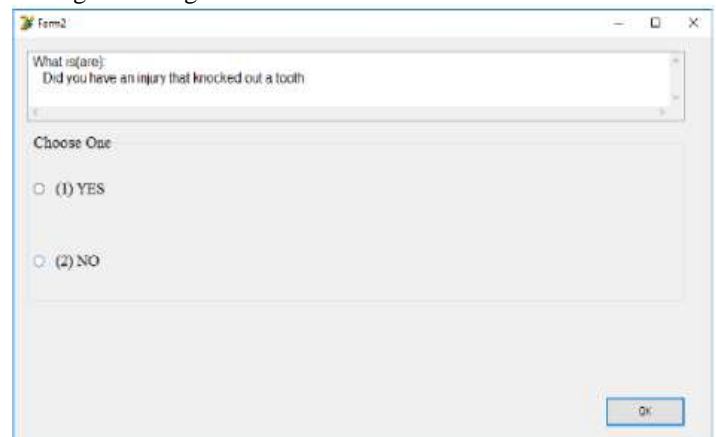 Form2
What is(are):
Did you have an injury that knocked out a tooth
Choose One
(1) YES
(2) NO
OK